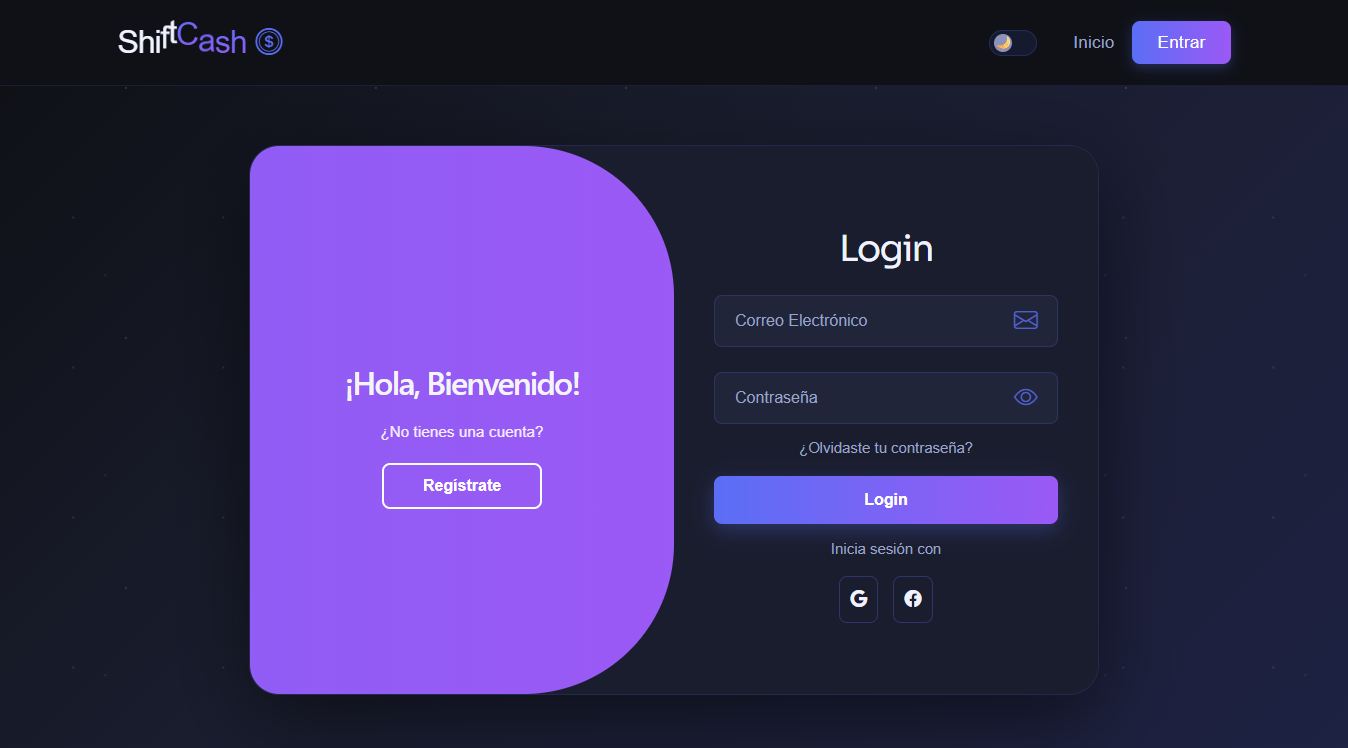 ShiftCash $
Inicio
Entrar
¡Hola, Bienvenido!
¿No tienes una cuenta?
Regístrate
Login
Correo Electrónico
Contraseña
¿Olvidaste tu contraseña?
Login
Inicia sesión con